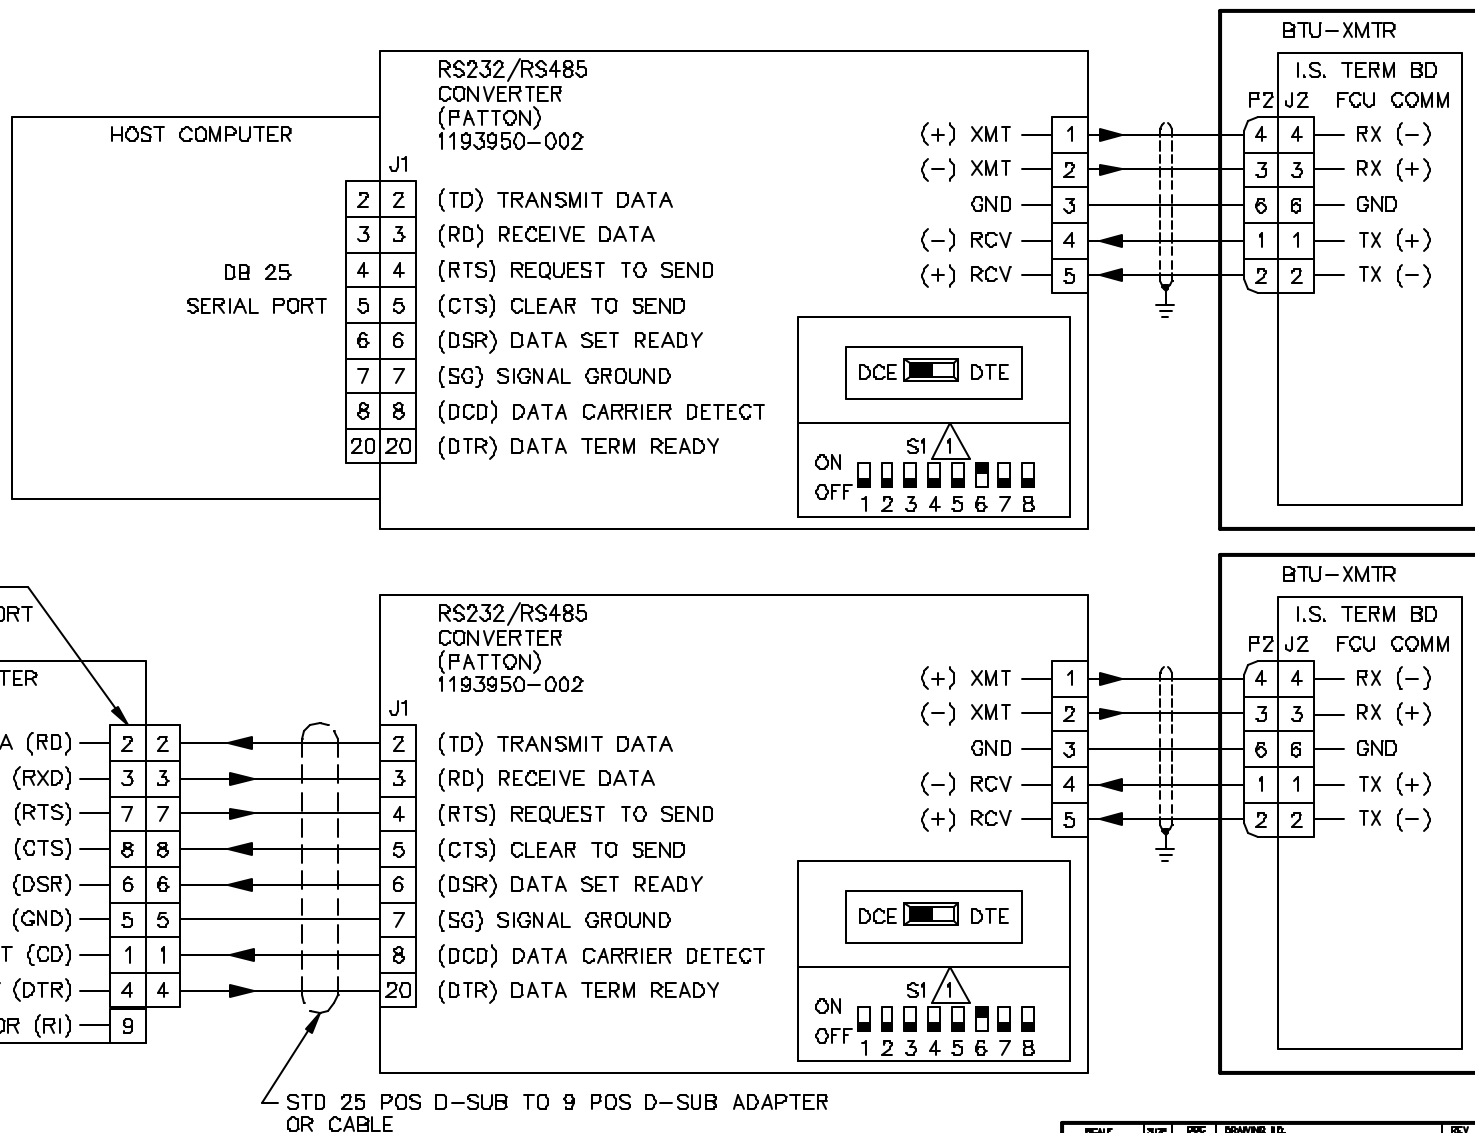 BTU-XMTR
I.S. TERM BD
P2 J2 FCU COMM
RS232/RS485
CONVERTER
(PATTON)
1193950-002
HOST COMPUTER
J1
DB 25
SERIAL PORT
2 2 (TD) TRANSMIT DATA
3 3 (RD) RECEIVE DATA
4 4 (RTS) REQUEST TO SEND
5 5 (CTS) CLEAR TO SEND
6 6 (DSR) DATA SET READY
7 7 (SG) SIGNAL GROUND
8 8 (DCD) DATA CARRIER DETECT
20 20 (DTR) DATA TERM READY
(+) XMT 1 4 4 RX (-)
(-) XMT 2 3 3 RX (+)
GND 3 6 6 GND
(-) RCV 4 1 1 TX (+)
(+) RCV 5 2 2 TX (-)
DCE DTE
S1 1
ON
OFF
1 2 3 4 5 6 7 8
BTU-XMTR
I.S. TERM BD
P2 J2 FCU COMM
RS232/RS485
CONVERTER
(PATTON)
1193950-002
ORT
TER
J1
A (RD) 2 2 2 (TD) TRANSMIT DATA
(RXD) 3 3 3 (RD) RECEIVE DATA
(RTS) 7 7 4 (RTS) REQUEST TO SEND
(CTS) 8 8 5 (CTS) CLEAR TO SEND
(DSR) 6 6 6 (DSR) DATA SET READY
(GND) 5 5 7 (SG) SIGNAL GROUND
T (CD) 1 1 8 (DCD) DATA CARRIER DETECT
(DTR) 4 4 20 (DTR) DATA TERM READY
OR (RI) 9
(+) XMT 1 4 4 RX (-)
(-) XMT 2 3 3 RX (+)
GND 3 6 6 GND
(-) RCV 4 1 1 TX (+)
(+) RCV 5 2 2 TX (-)
DCE DTE
S1 1
ON
OFF
1 2 3 4 5 6 7 8
STD 25 POS D-SUB TO 9 POS D-SUB ADAPTER
OR CABLE